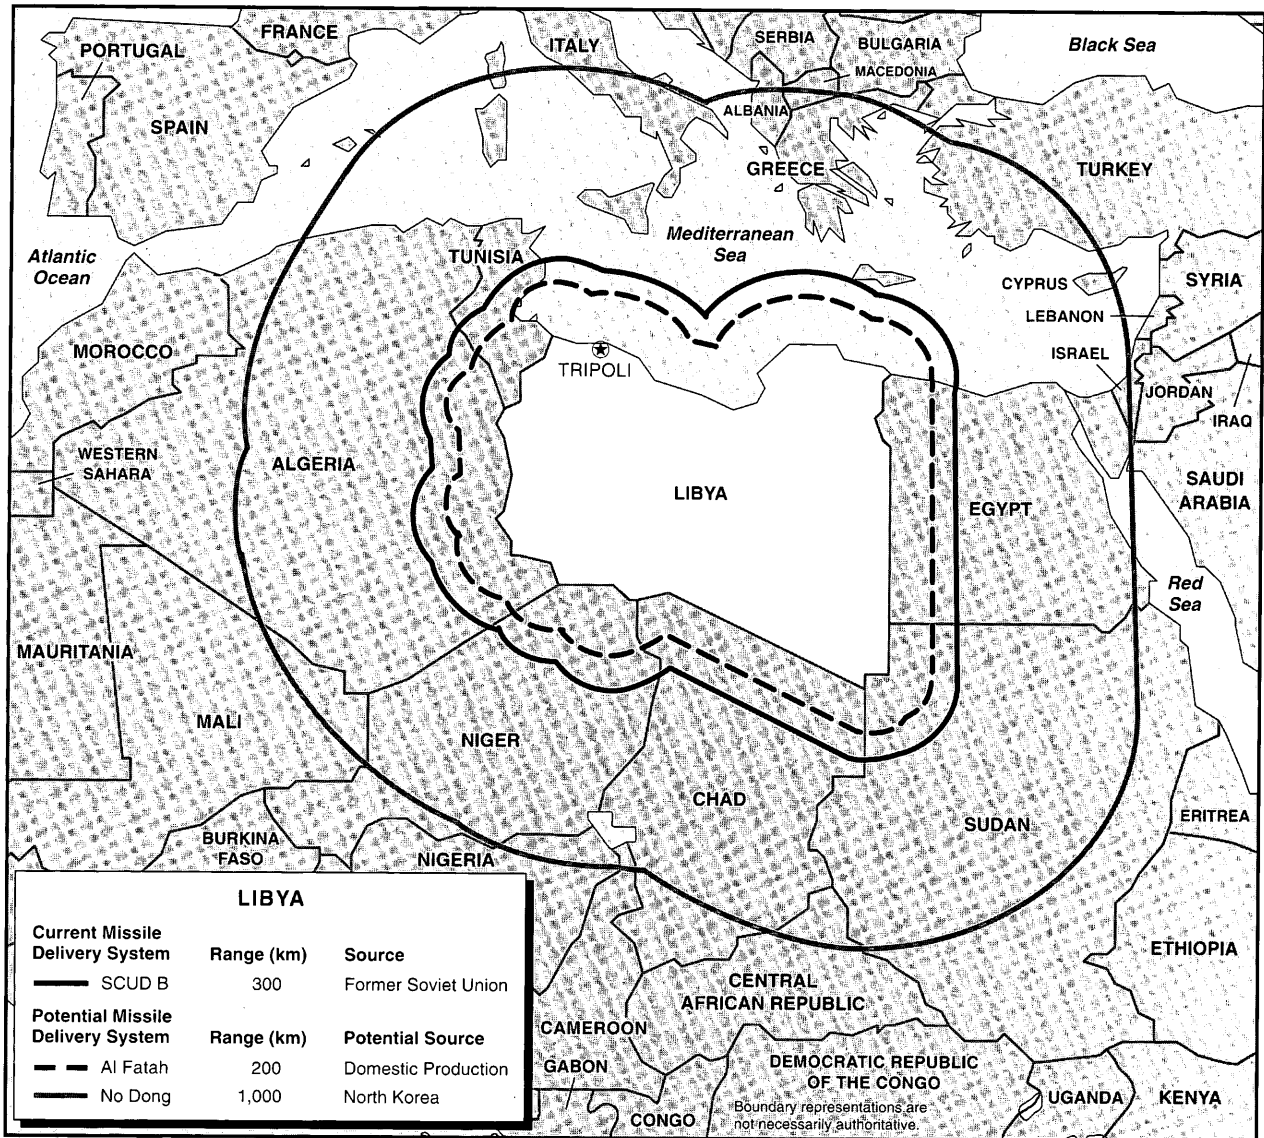 FRANCE
PORTUGAL
ITALY
SERBIA
BULGARIA
Black Sea
MACEDONIA
ALBANIA
SPAIN
GREECE
TURKEY
Mediterranean
Sea
Atlantic
Ocean
TUNISIA
CYPRUS
SYRIA
LEBANON
MOROCCO
ISRAEL
TRIPOLI
JORDAN
IRAQ
WESTERN
SAHARA
ALGERIA
LIBYA
EGYPT
SAUDI
ARABIA
Red
Sea
MAURITANIA
MALI
NIGER
CHAD
SUDAN
ERITREA
BURKINA
FASO
NIGERIA
ETHIOPIA
CENTRAL
AFRICAN REPUBLIC
CAMEROON
GABON
DEMOCRATIC REPUBLIC
OF THE CONGO
CONGO
UGANDA
KENYA
Boundary representations are
not necessarily authoritative.
LIBYA
Current Missile
Delivery System Range (km) Source
SCUD B 300 Former Soviet Union
Potential Missile
Delivery System Range (km) Potential Source
Al Fatah 200 Domestic Production
No Dong 1,000 North Korea